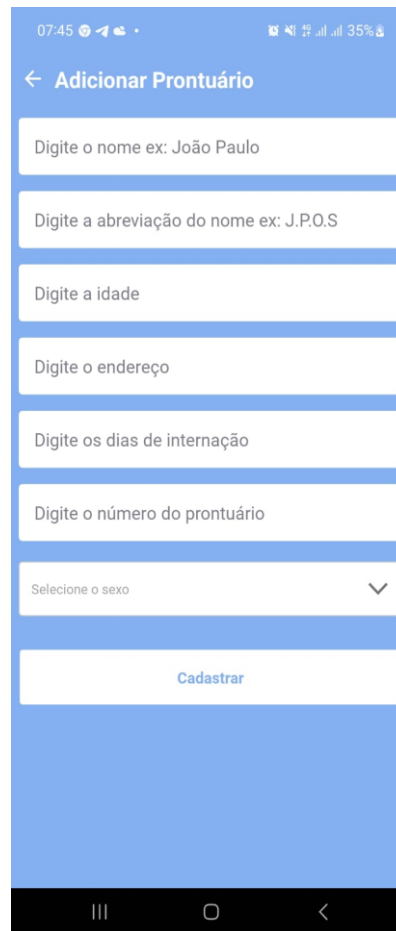 07:45
35%
Adicionar Prontuário
Digite o nome ex: João Paulo
Digite a abreviação do nome ex: J.P.O.S
Digite a idade
Digite o endereço
Digite os dias de internação
Digite o número do prontuário
Selecione o sexo
Cadastrar